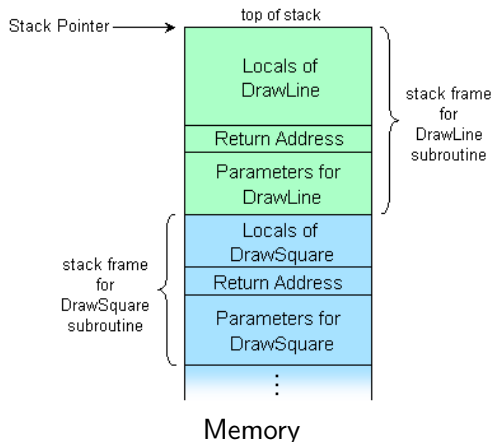 top of stack
Stack Pointer
Locals of
DrawLine
Return Address
Parameters for
DrawLine
stack frame
for
DrawLine
subroutine
Locals of
DrawSquare
Return Address
Parameters for
DrawSquare
stack frame
for
DrawSquare
subroutine
Memory